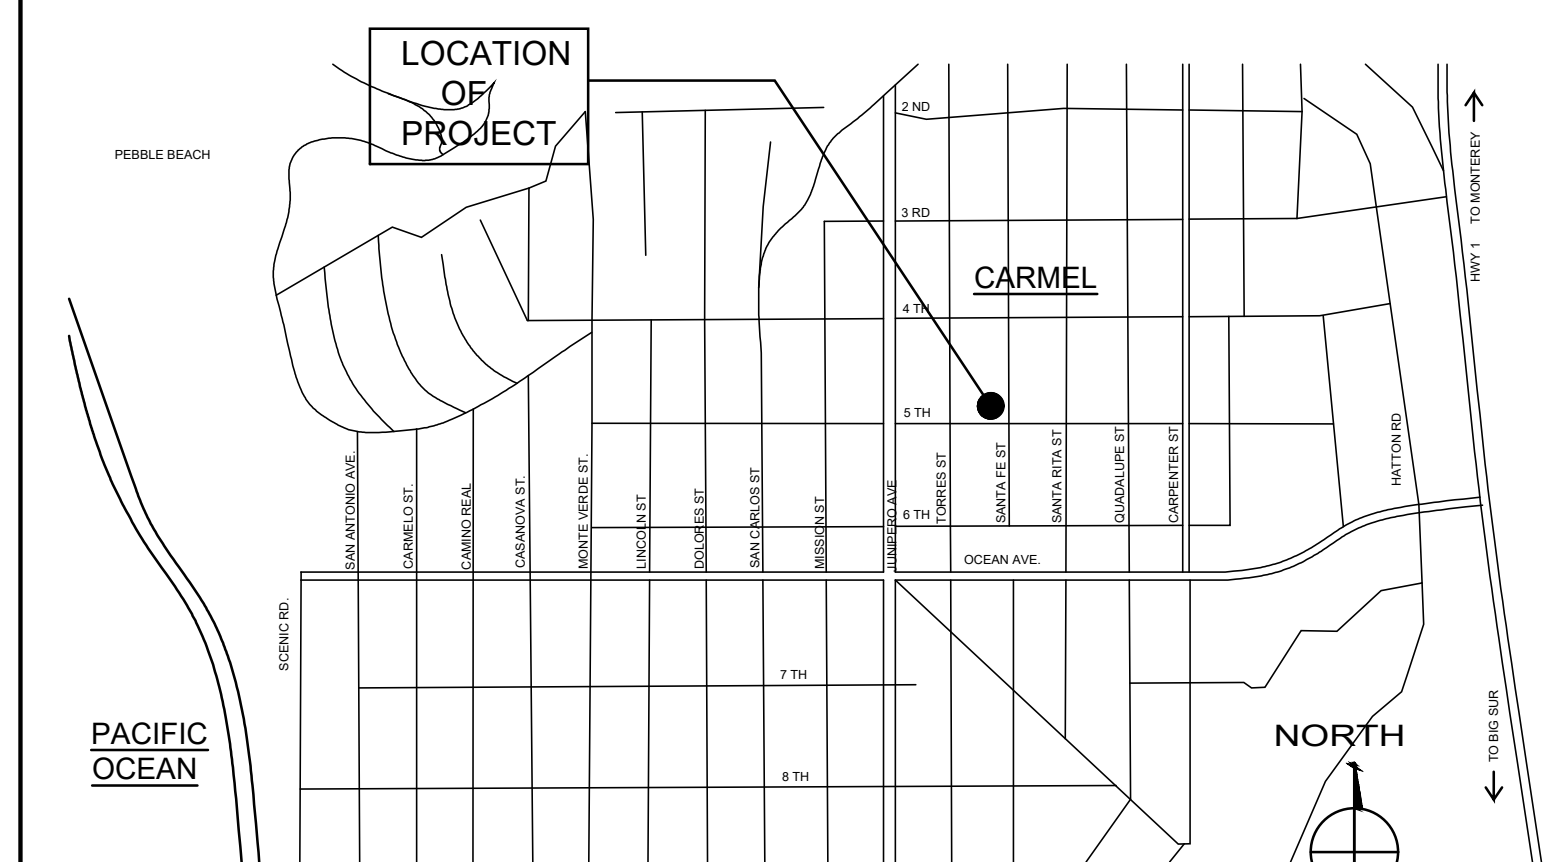 LOCATION
OF
PROJECT
PEBBLE BEACH
2 ND
TO MONTEREY
HWY 1
3 RD
CARMEL
4 TH
5 TH
HATTON RD
SAN ANTONIO AVE.
CARMELO ST.
CAMINO REAL
CASANOVA ST.
MONTE VERDE ST.
LINCOLN ST
DOLORES ST
SAN CARLOS ST
MISSION ST
JUNIPERO AVE
TORRES ST
SANTA FE ST
SANTA RITA ST
QUADALUPE ST
CARPENTER ST
6 TH
OCEAN AVE.
SCENIC RD.
7 TH
PACIFIC
OCEAN
NORTH
TO BIG SUR
8 TH